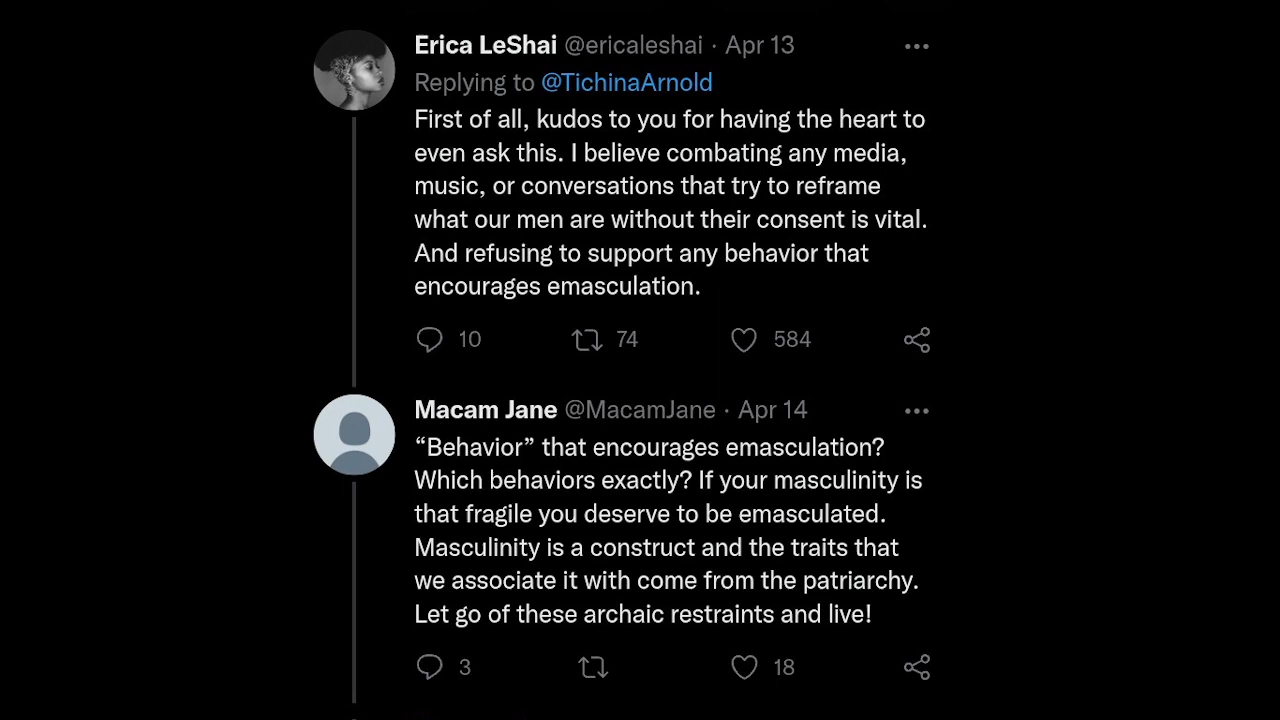 Erica LeShai @ericaleshai · Apr 13
Replying to @TichinaArnold
First of all, kudos to you for having the heart to
even ask this. I believe combating any media,
music, or conversations that try to reframe
what our men are without their consent is vital.
And refusing to support any behavior that
encourages emasculation.
10 74 584
Macam Jane @MacamJane · Apr 14
“Behavior” that encourages emasculation?
Which behaviors exactly? If your masculinity is
that fragile you deserve to be emasculated.
Masculinity is a construct and the traits that
we associate it with come from the patriarchy.
Let go of these archaic restraints and live!
3 18